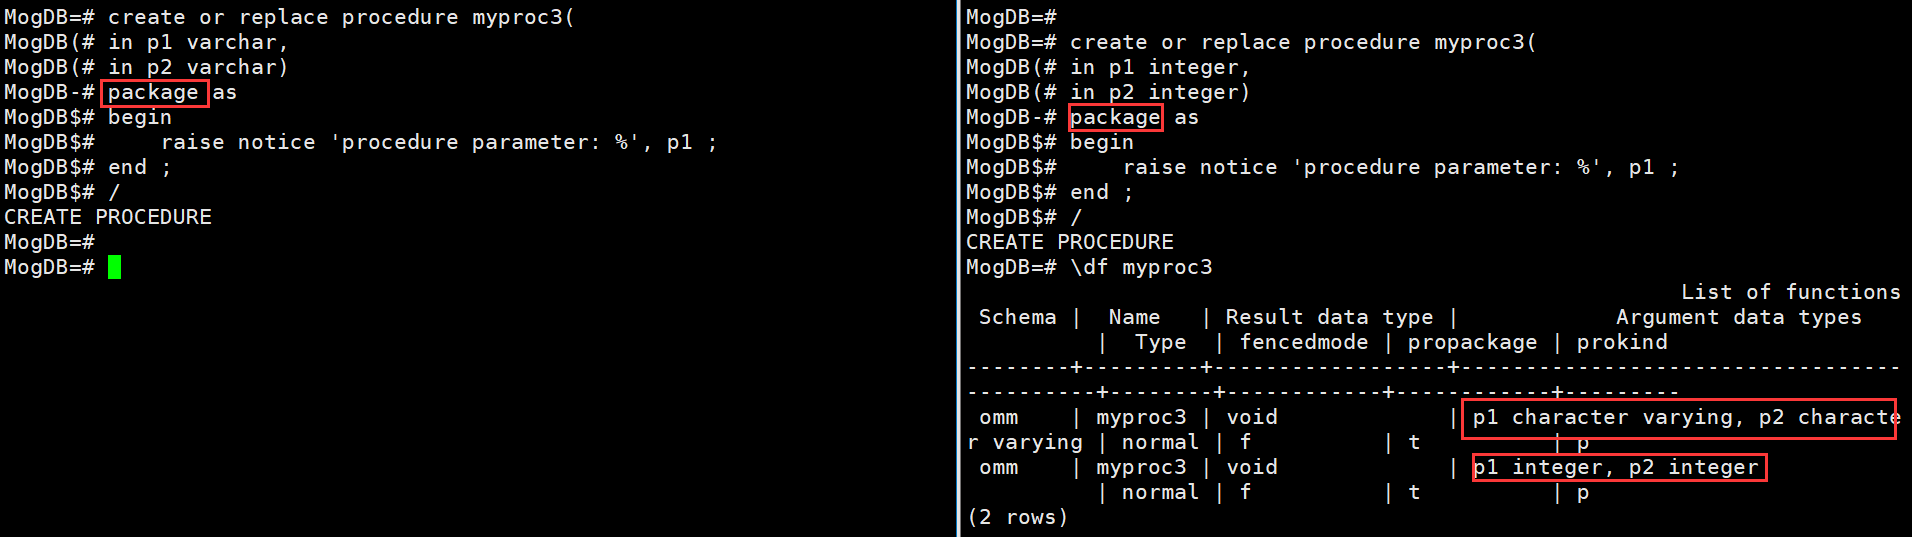 MogDB=# create or replace procedure myproc3(
MogDB(# in p1 varchar,
MogDB(# in p2 varchar)
MogDB-# package as
MogDB$# begin
MogDB$#     raise notice 'procedure parameter: %', p1 ;
MogDB$# end ;
MogDB$# /
CREATE PROCEDURE
MogDB=#
MogDB=#
MogDB=#
MogDB=# create or replace procedure myproc3(
MogDB(# in p1 integer,
MogDB(# in p2 integer)
MogDB-# package as
MogDB$# begin
MogDB$#     raise notice 'procedure parameter: %', p1 ;
MogDB$# end ;
MogDB$# /
CREATE PROCEDURE
MogDB=# \df myproc3
                                                       List of functions
 Schema |  Name   | Result data type |            Argument data types
          |  Type  | fencedmode | propackage | prokind
--------+---------+------------------+----------------------------------
----------+--------+------------+------------+---------
 omm    | myproc3 | void             | p1 character varying, p2 characte
r varying | normal | f          | t          | p
 omm    | myproc3 | void             | p1 integer, p2 integer
          | normal | f          | t          | p
(2 rows)